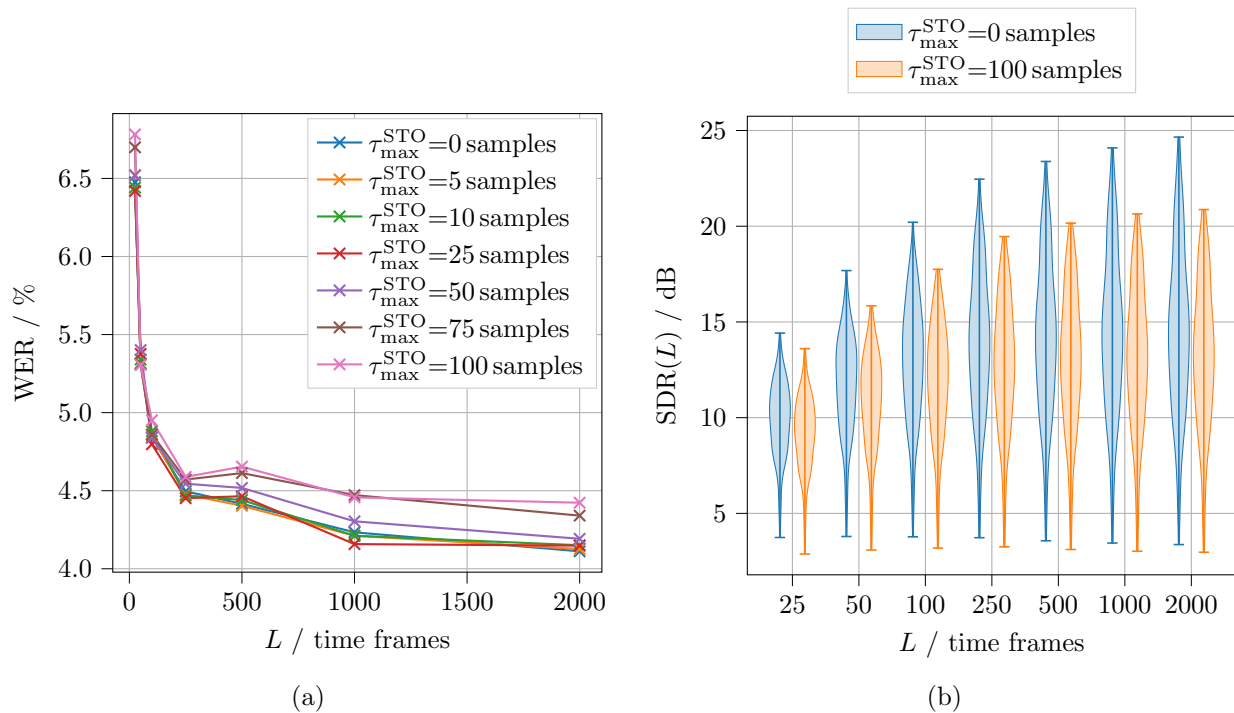 6.5
6.0
5.5
5.0
4.5
4.0
WER / %
τ_max^STO=0 samples
τ_max^STO=5 samples
τ_max^STO=10 samples
τ_max^STO=25 samples
τ_max^STO=50 samples
τ_max^STO=75 samples
τ_max^STO=100 samples
0 500 1000 1500 2000
L / time frames
(a)
τ_max^STO=0 samples
τ_max^STO=100 samples
25
20
15
10
5
SDR(L) / dB
25 50 100 250 500 1000 2000
L / time frames
(b)